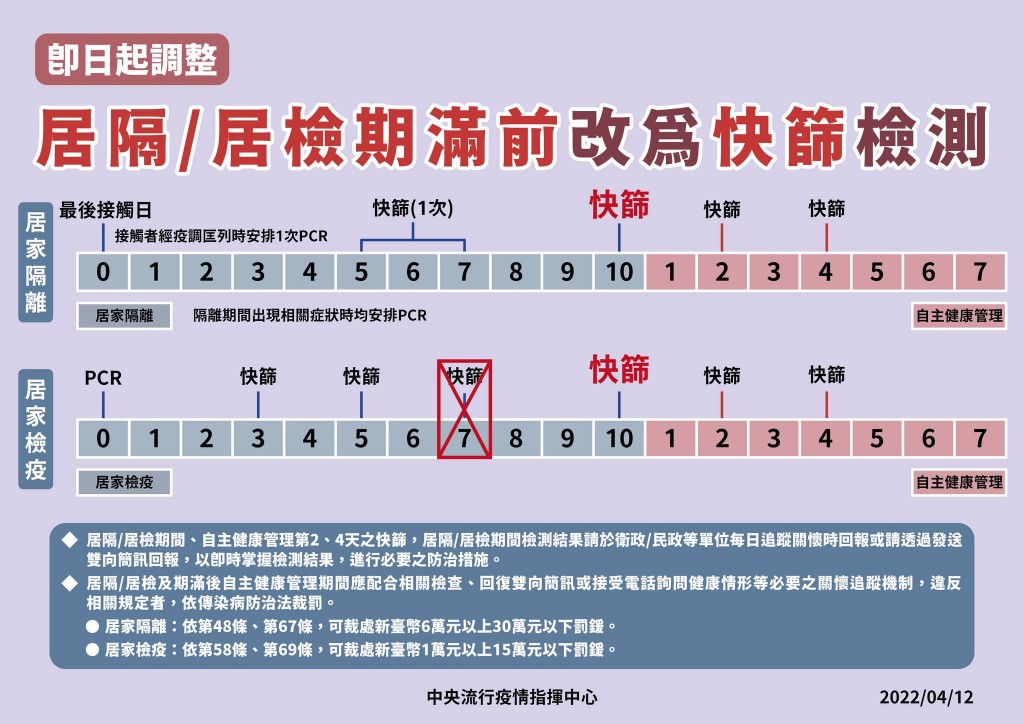 即日起調整
居隔/居檢期滿前改為快篩檢測
居家隔離
最後接觸日
快篩(1次)
快篩
快篩
快篩
接觸者經疫調匡列時安排1次PCR
0 1 2 3 4 5 6 7 8 9 10 1 2 3 4 5 6 7
居家隔離
隔離期間出現相關症狀時均安排PCR
自主健康管理
居家檢疫
PCR
快篩
快篩
快篩
快篩
快篩
快篩
0 1 2 3 4 5 6 7 8 9 10 1 2 3 4 5 6 7
居家檢疫
自主健康管理
◆ 居隔/居檢期間、自主健康管理第2、4天之快篩，居隔/居檢期間檢測結果請於衛政/民政等單位每日追蹤關懷時回報或請透過發送
雙向簡訊回報，以即時掌握檢測結果，進行必要之防治措施。
◆ 居隔/居檢及期滿後自主健康管理期間應配合相關檢查、回復雙向簡訊或接受電話詢問健康情形等必要之關懷追蹤機制，違反
相關規定者，依傳染病防治法裁罰。
● 居家隔離：依第48條、第67條，可裁處新臺幣6萬元以上30萬元以下罰鍰。
● 居家檢疫：依第58條、第69條，可裁處新臺幣1萬元以上15萬元以下罰鍰。
中央流行疫情指揮中心
2022/04/12